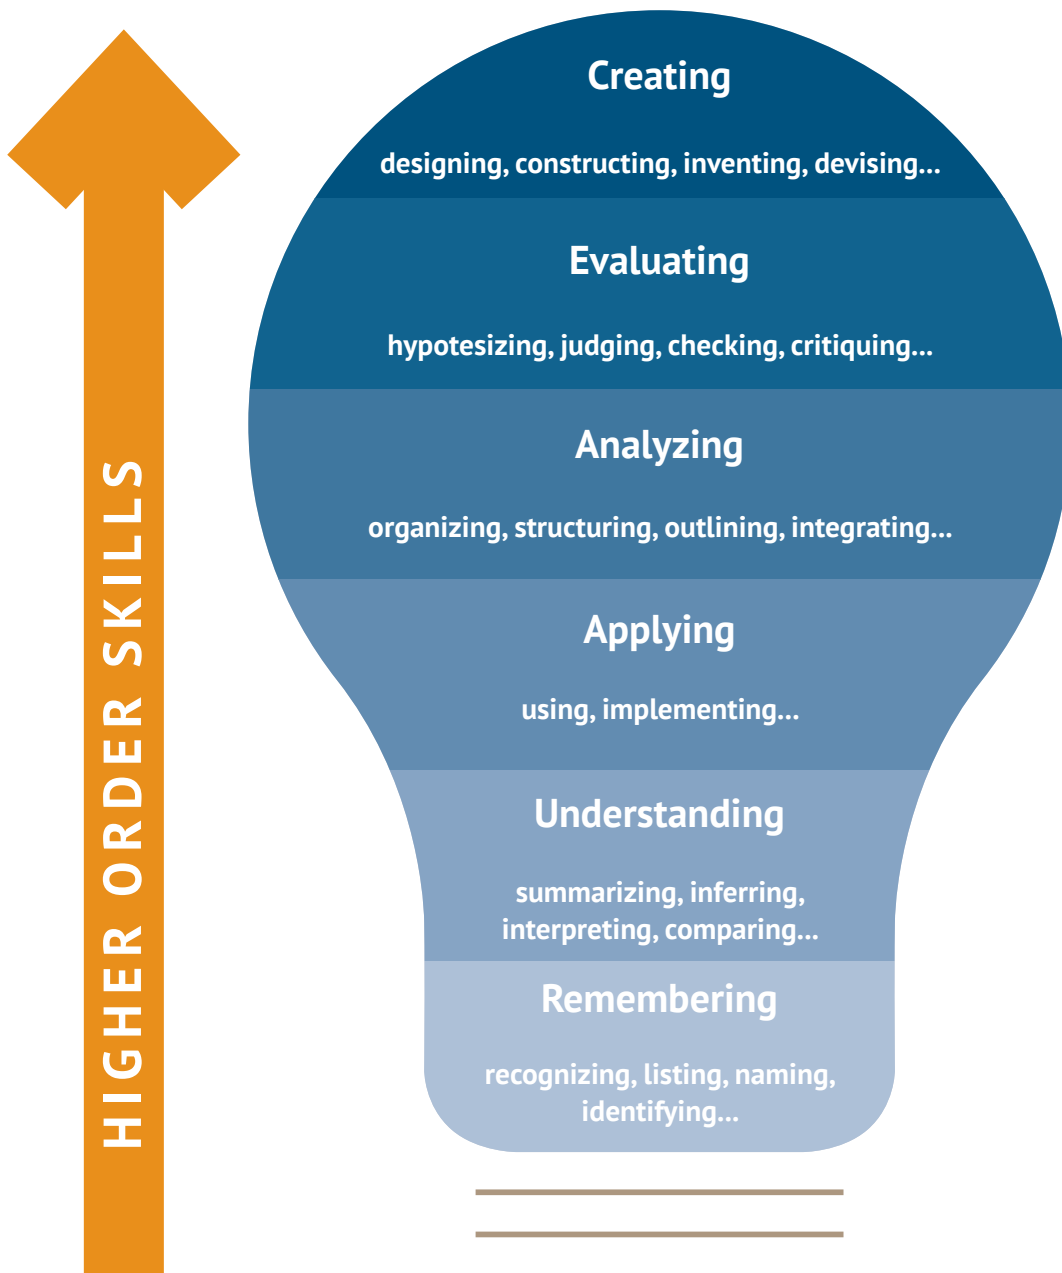 HIGHER ORDER SKILLS
Creating
designing, constructing, inventing, devising...
Evaluating
hypotesizing, judging, checking, critiquing...
Analyzing
organizing, structuring, outlining, integrating...
Applying
using, implementing...
Understanding
summarizing, inferring,
interpreting, comparing...
Remembering
recognizing, listing, naming,
identifying...